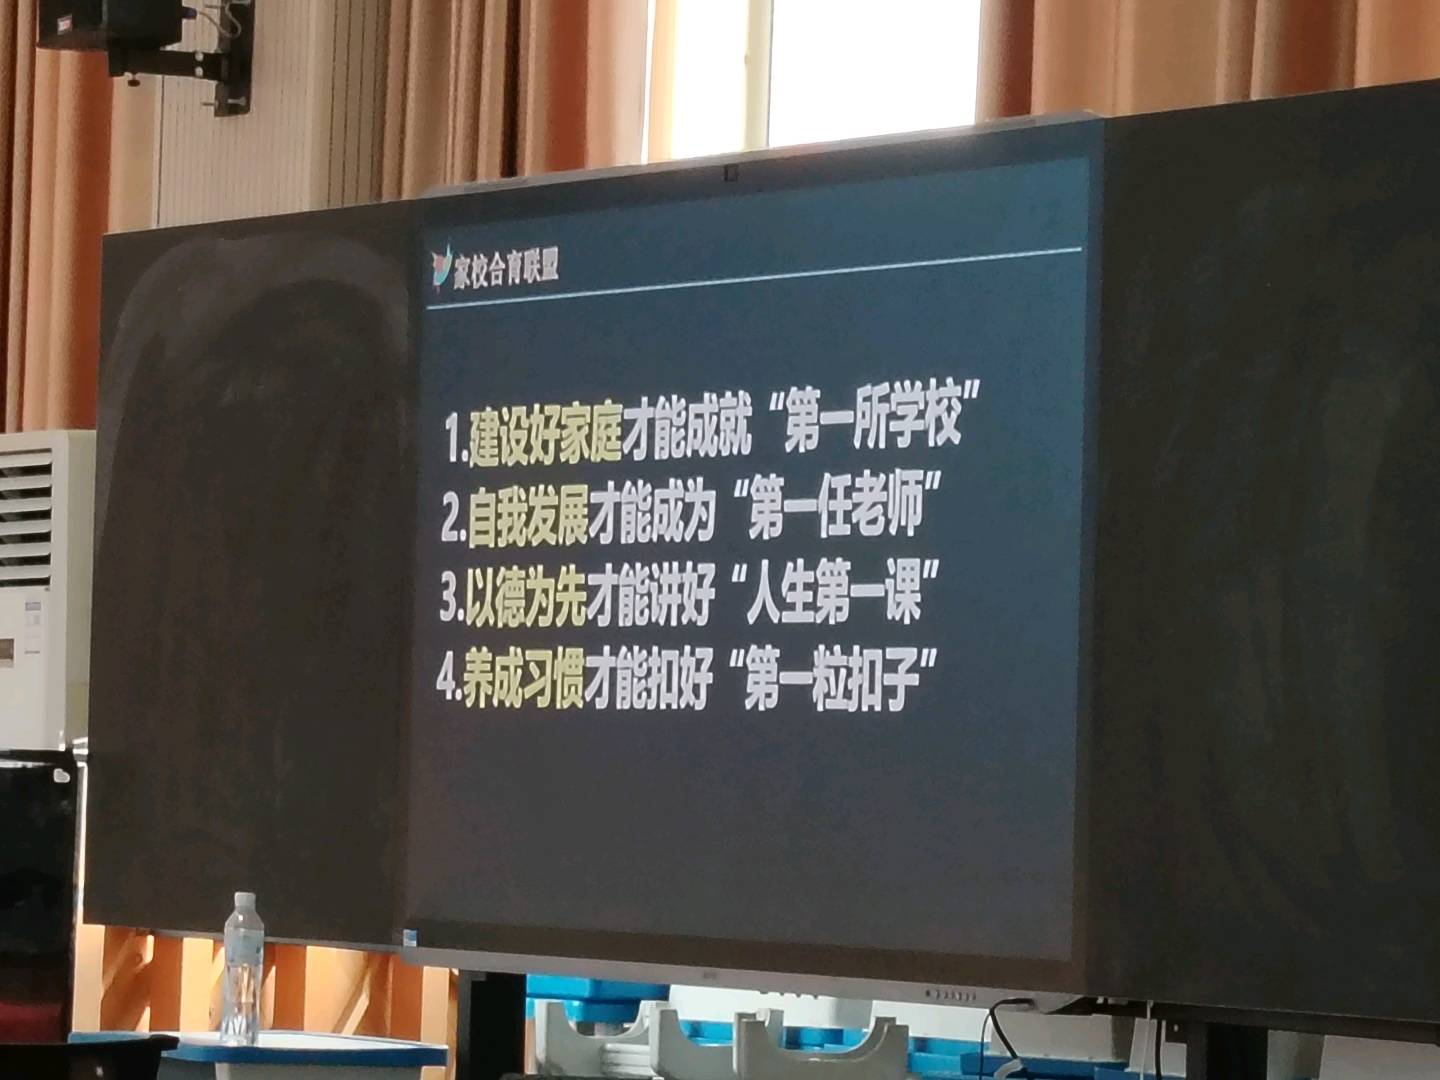 家校合育联盟
1.建设好家庭才能成就“第一所学校”
2.自我发展才能成为“第一任老师”
3.以德为先才能讲好“人生第一课”
4.养成习惯才能扣好“第一粒扣子”